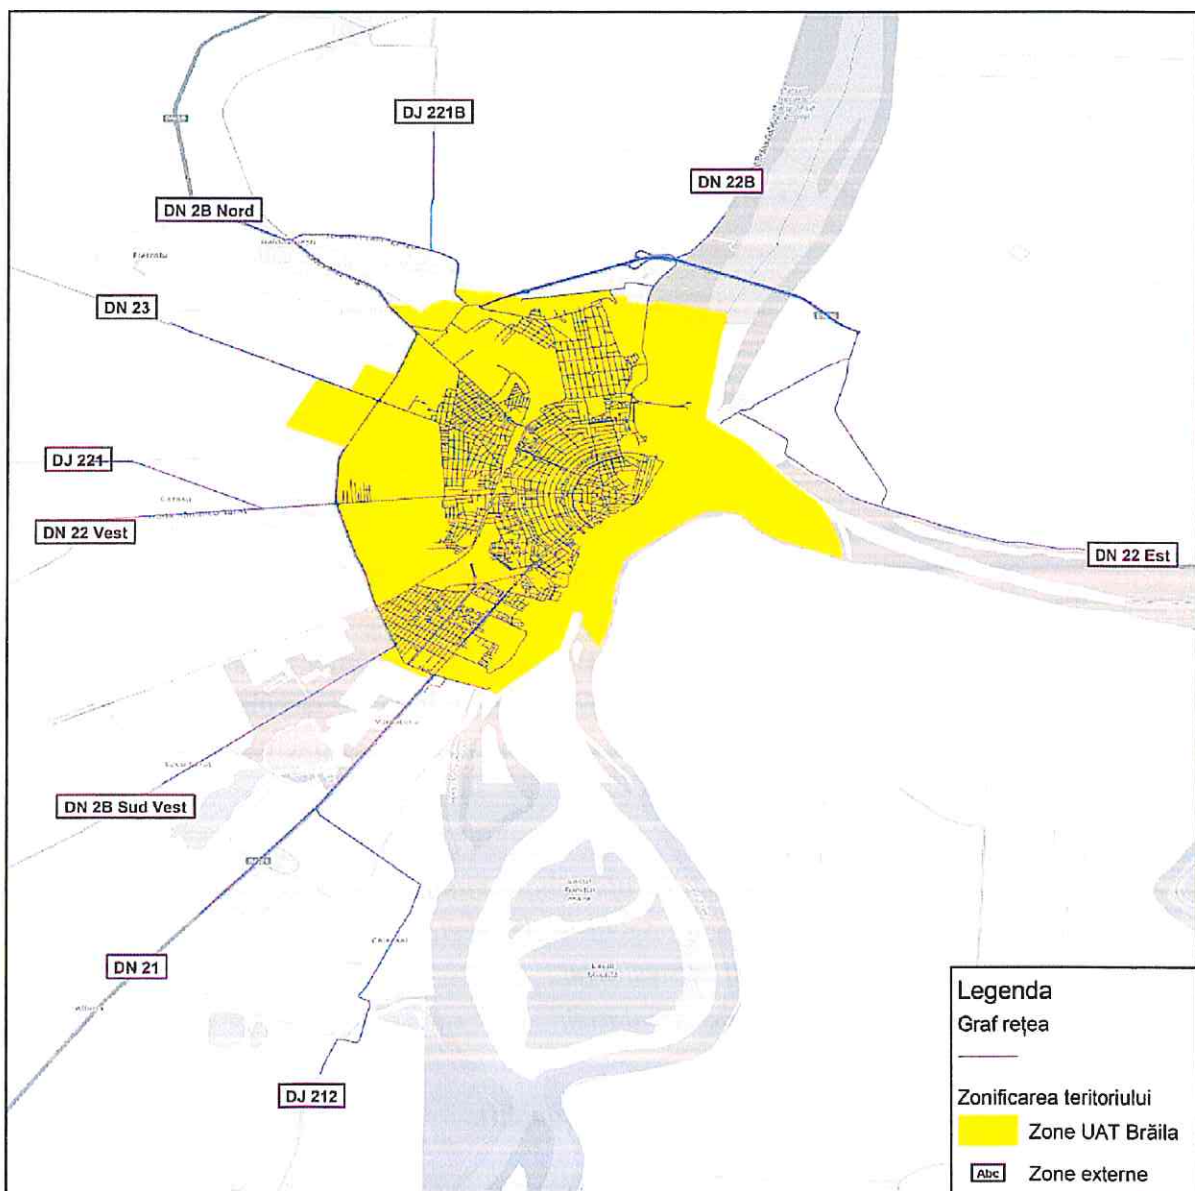 DJ 221B
DN 22B
DN 2B Nord
DN 23
DJ 221
DN 22 Vest
DN 22 Est
DN 2B Sud Vest
DN 21
DJ 212
Legenda
Graf rețea
Zonificarea teritoriului
Zone UAT Brăila
Abc Zone externe